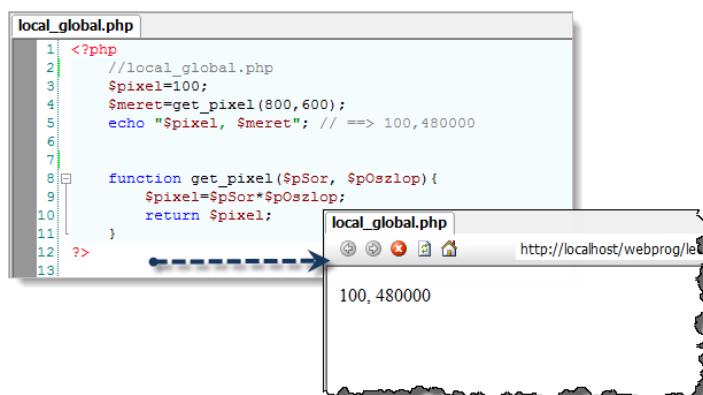 local_global.php
1 <?php
2 //local_global.php
3 $pixel=100;
4 $meret=get_pixel(800,600);
5 echo "$pixel, $meret"; // ==> 100,480000
6
7
8 function get_pixel($pSor, $pOszlop){
9 $pixel=$pSor*$pOszlop;
10 return $pixel;
11 }
12 ?>
13
local_global.php
http://localhost/webprog/le
100, 480000